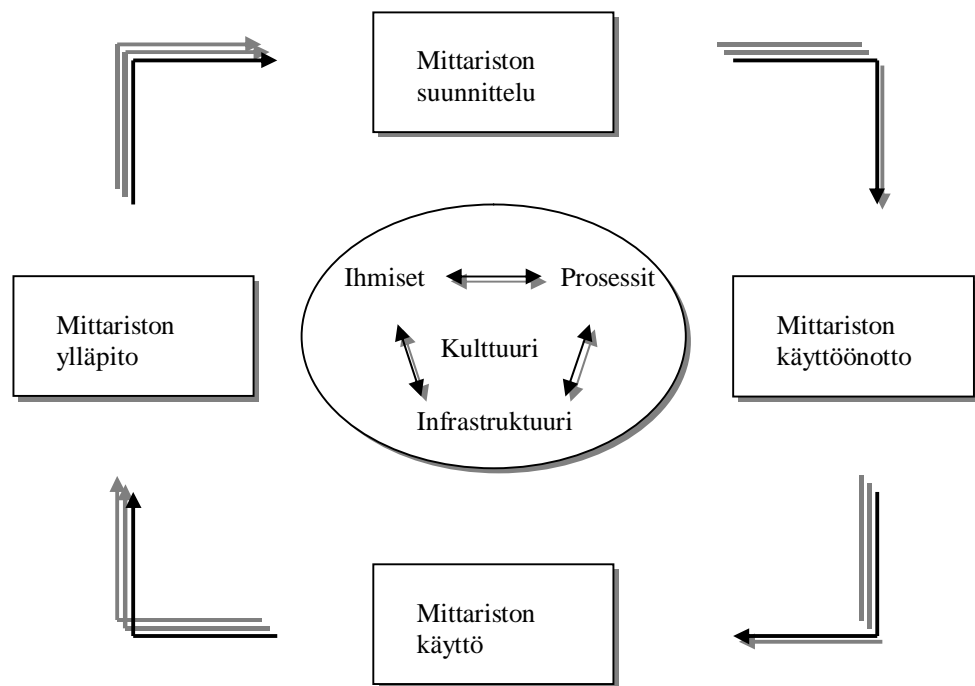 Mittariston
suunnittelu
Ihmiset
Prosessit
Mittariston
ylläpito
Kulttuuri
Mittariston
käyttöönotto
Infrastruktuuri
Mittariston
käyttö